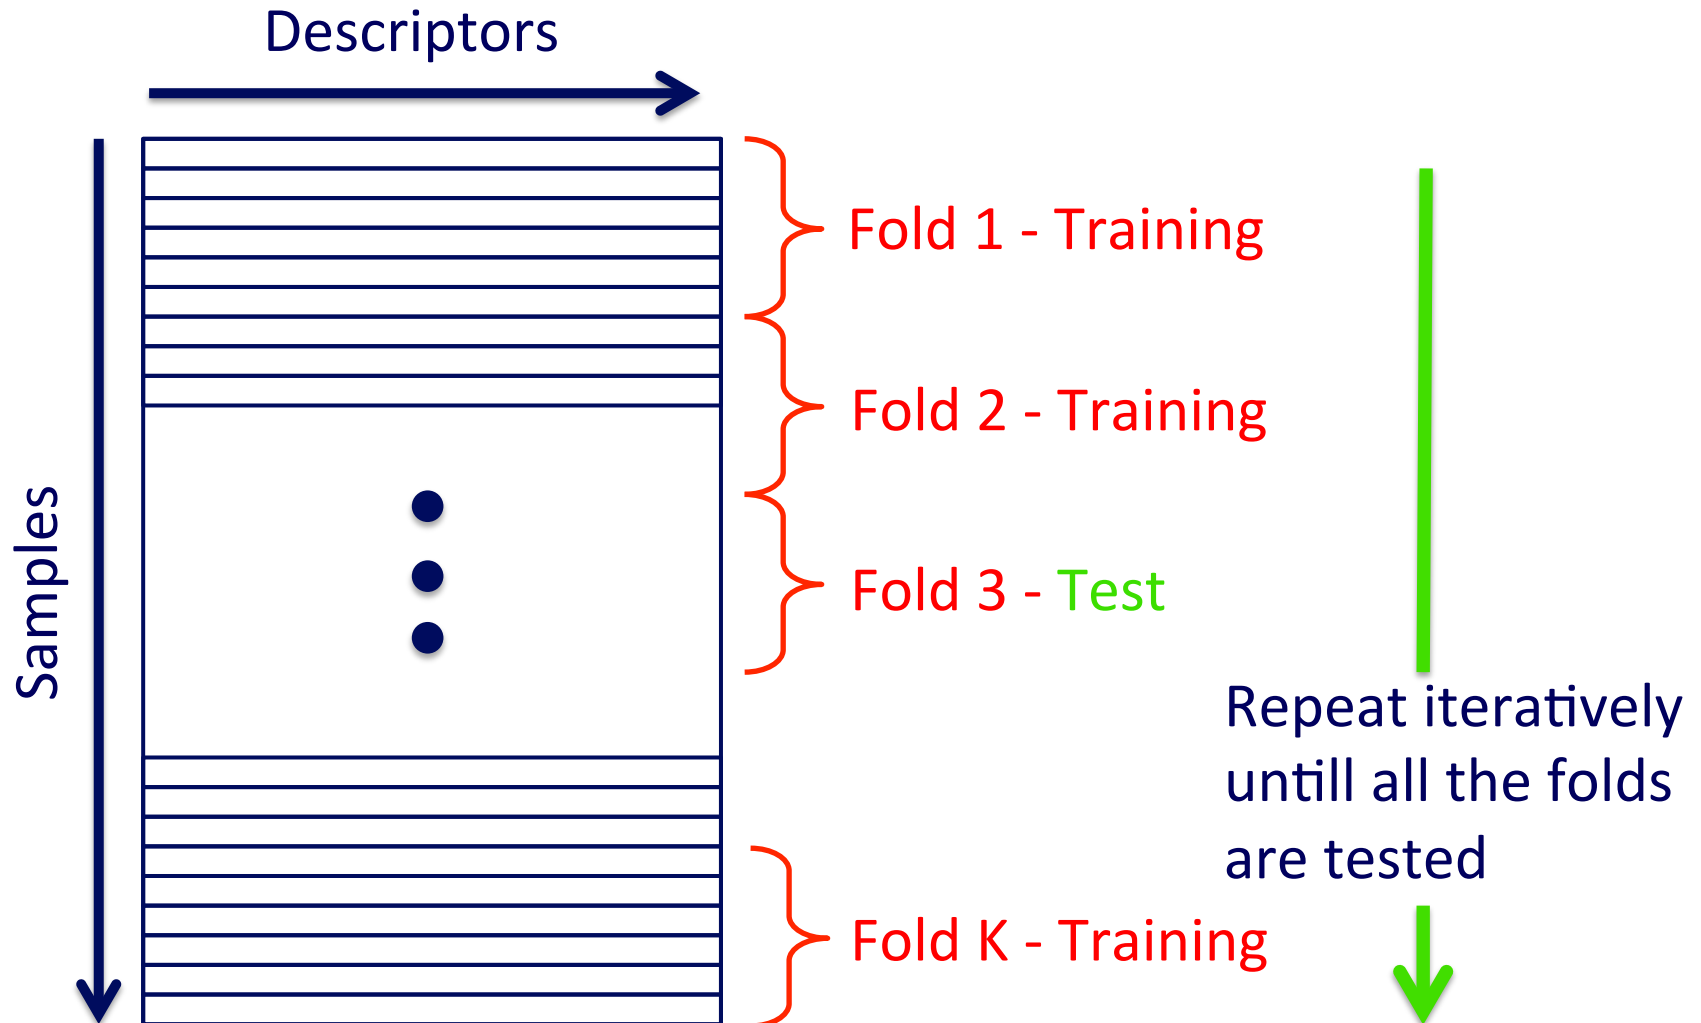 Descriptors
Samples
Fold 1 - Training
Fold 2 - Training
Fold 3 - Test
Repeat iteratively
untill all the folds
are tested
Fold K - Training